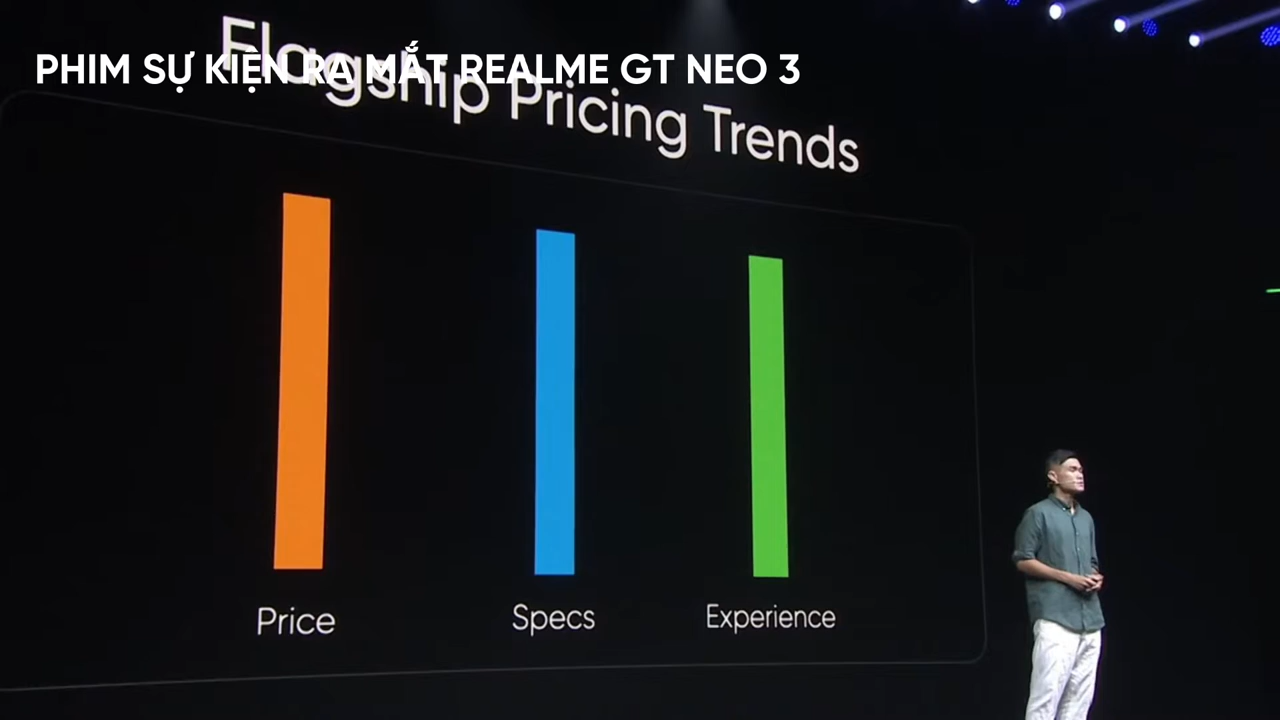 PHIM SỰ KIỆN RA MẮT REALME GT NEO 3
Flagship Pricing Trends
Price
Specs
Experience